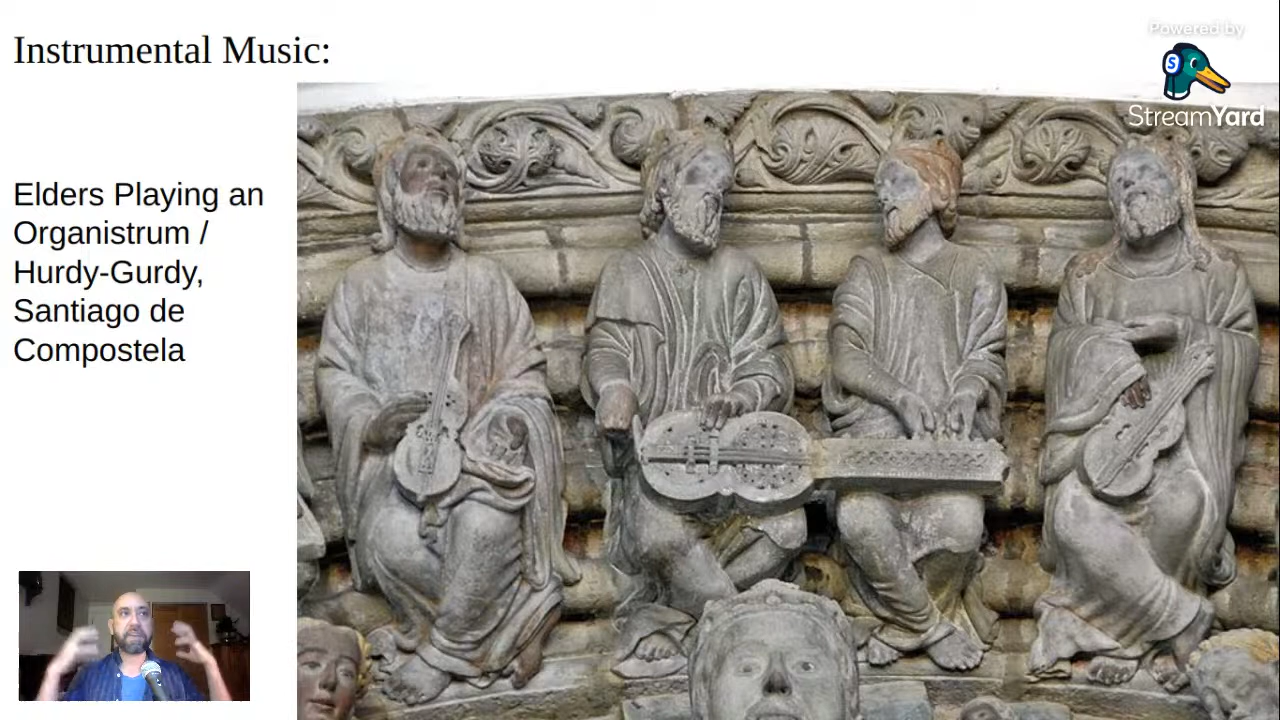 Instrumental Music:
Powered by
StreamYard
Elders Playing an
Organistrum /
Hurdy-Gurdy,
Santiago de
Compostela